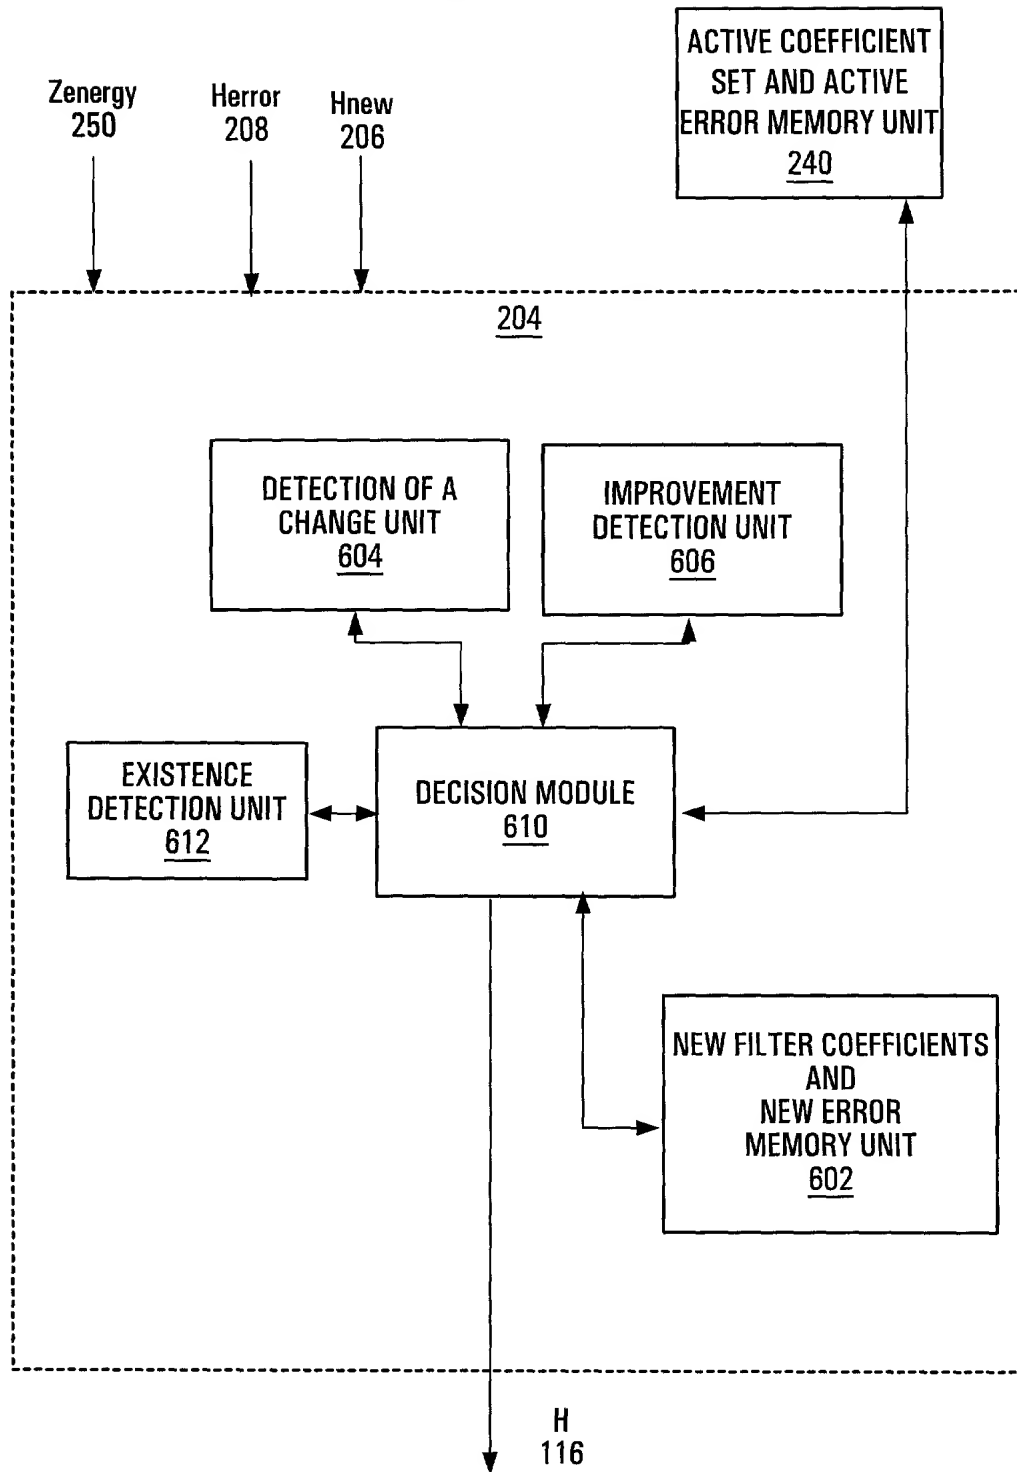 ACTIVE COEFFICIENT
SET AND ACTIVE
ERROR MEMORY UNIT
240
Zenergy
250
Herror
208
Hnew
206
204
DETECTION OF A
CHANGE UNIT
604
IMPROVEMENT
DETECTION UNIT
606
EXISTENCE
DETECTION UNIT
612
DECISION MODULE
610
NEW FILTER COEFFICIENTS
AND
NEW ERROR
MEMORY UNIT
602
H
116